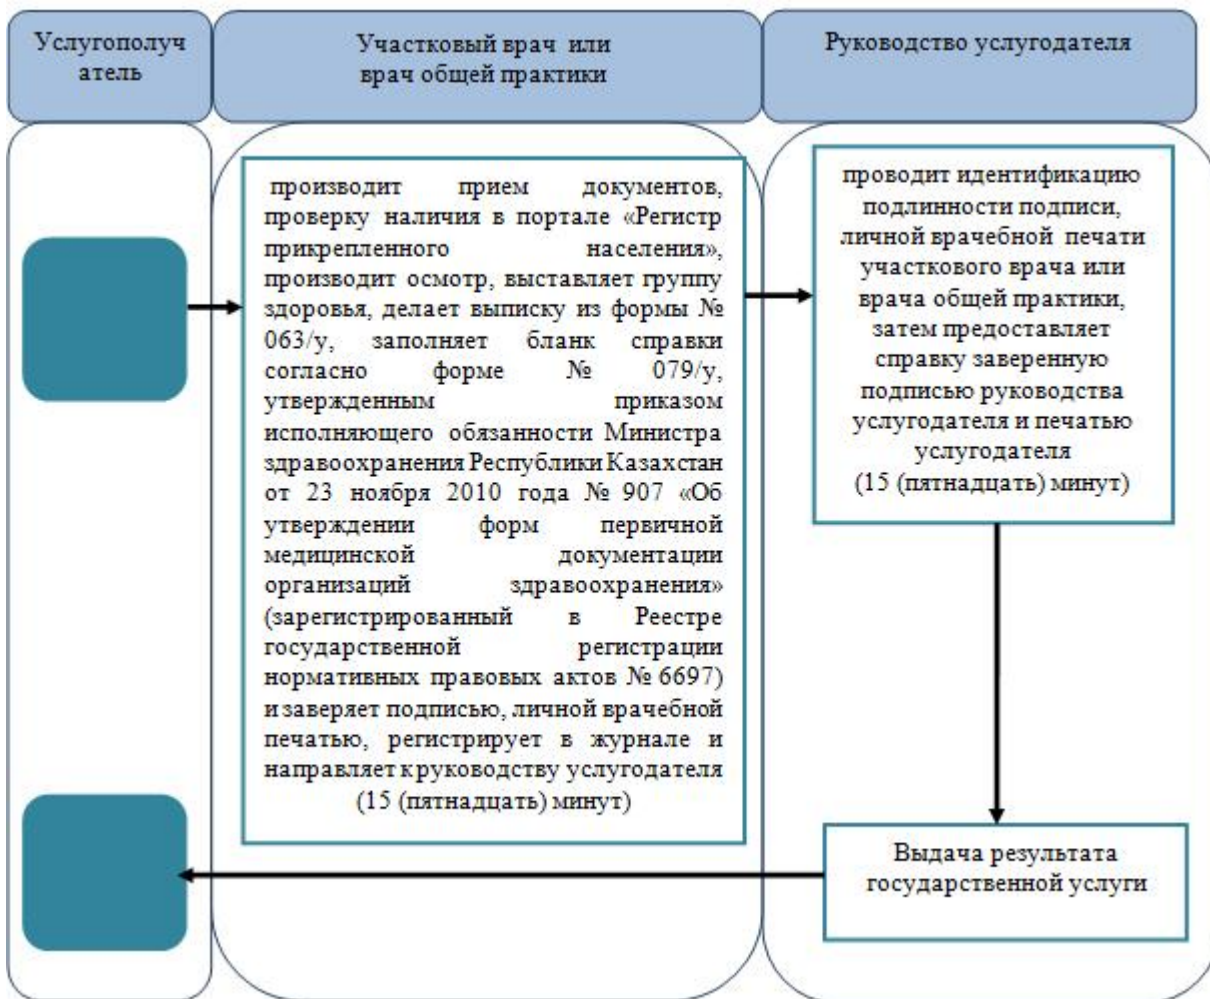 Услугополуч
атель
Участковый врач или
врач общей практики
Руководство услугодателя
производит прием документов,
проверку наличия в портале «Регистр
прикрепленного населения»,
производит осмотр, выставляет группу
здоровья, делает выписку из формы №
063/у, заполняет бланк справки
согласно форме № 079/у,
утвержденным приказом
исполняющего обязанности Министра
здравоохранения Республики Казахстан
от 23 ноября 2010 года № 907 «Об
утверждении форм первичной
медицинской документации
организаций здравоохранения»
(зарегистрированный в Реестре
государственной регистрации
нормативных правовых актов № 6697)
и заверяет подписью, личной врачебной
печатью, регистрирует в журнале и
направляет к руководству услугодателя
(15 (пятнадцать) минут)
проводит идентификацию
подлинности подписи,
личной врачебной печати
участкового врача или
врача общей практики,
затем предоставляет
справку заверенную
подписью руководства
услугодателя и печатью
услугодателя
(15 (пятнадцать) минут)
Выдача результата
государственной услуги